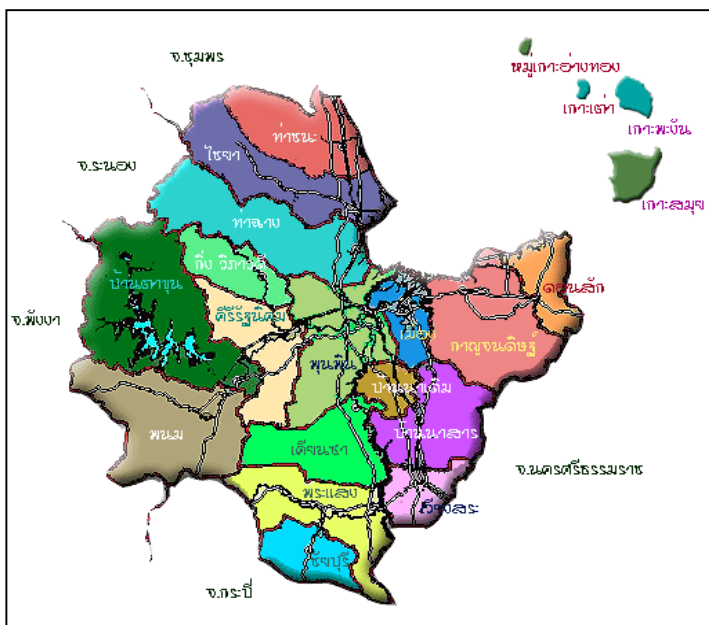 จ.ชุมพร
หมู่เกาะอ่างทอง
เกาะเต่า
เกาะพะงัน
ท่าชนะ
ไชยา
จ.ระนอง
เกาะสมุย
ท่าฉาง
กิ่ง วิภาวดี
บ้านตาขุน
ดอนสัก
คีรีรัฐนิคม
จ.พังงา
เมือง
กาญจนดิษฐ์
พุนพิน
บ้านนาเดิม
พนม
บ้านนาสาร
เคียนซา
จ.นครศรีธรรมราช
พระแสง
เวียงสระ
ชัยบุรี
จ.กระบี่